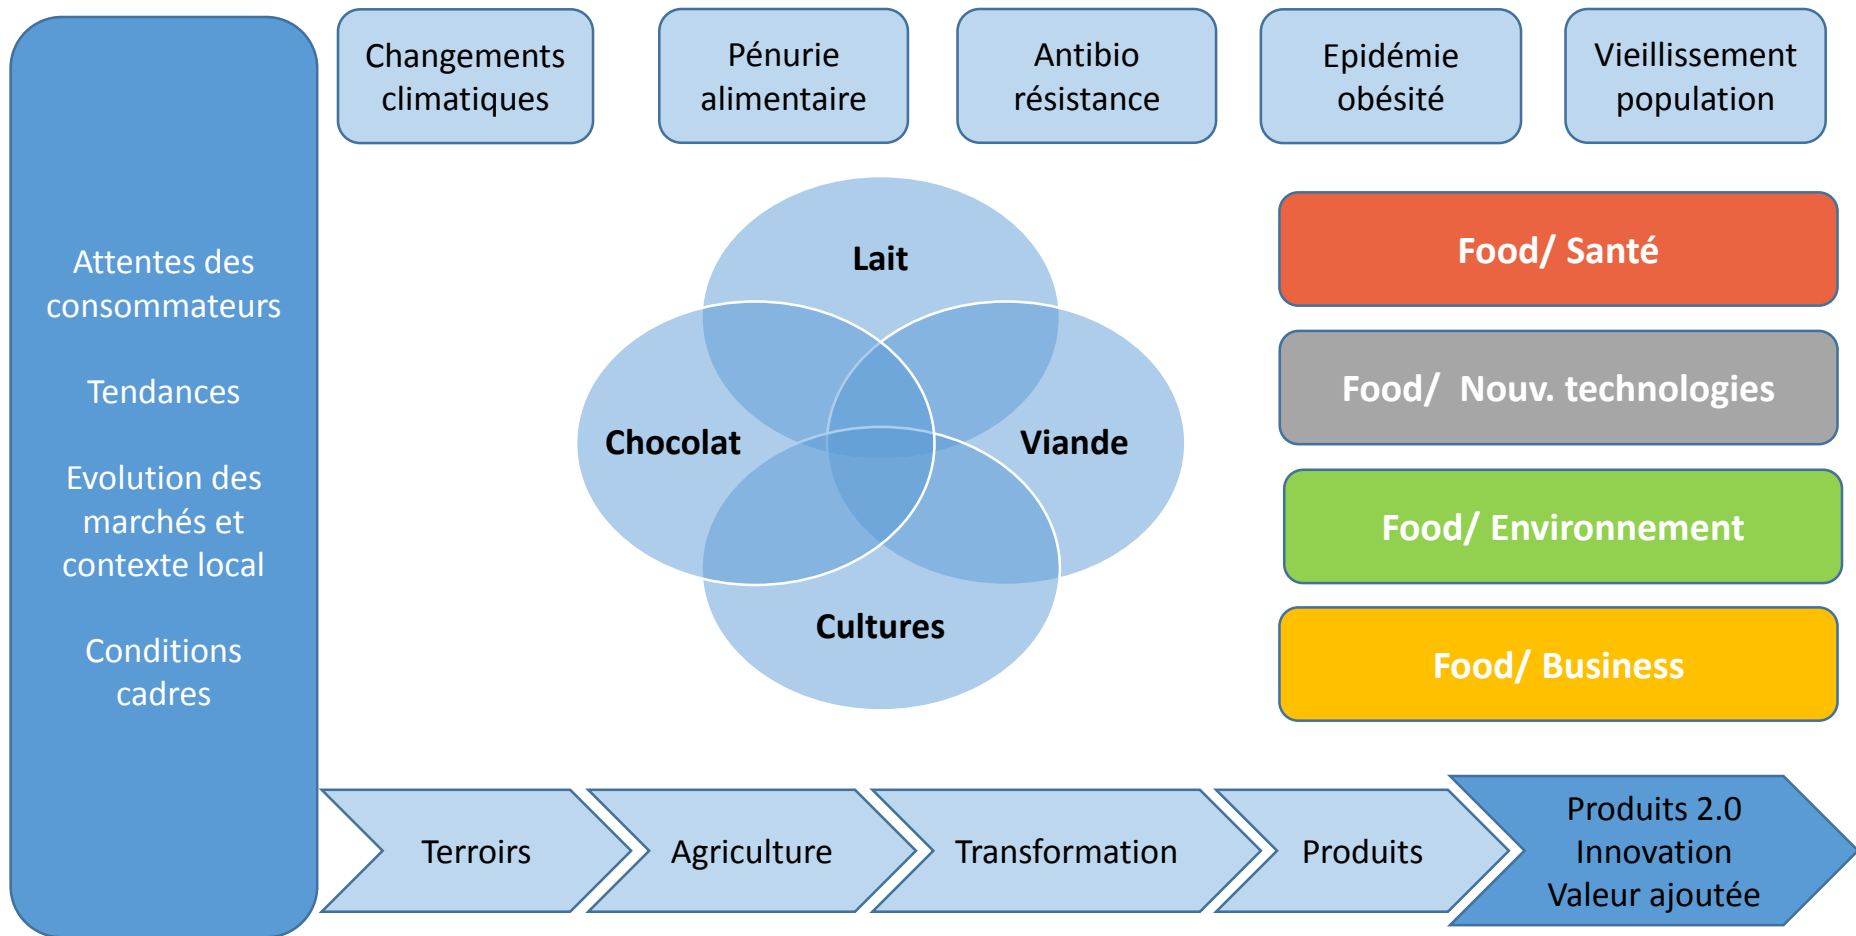 Changements
climatiques
Pénurie
alimentaire
Antibio
résistance
Epidémie
obésité
Vieillissement
population
Attentes des
consommateurs
Tendances
Evolution des
marchés et
contexte local
Conditions
cadres
Lait
Chocolat
Viande
Cultures
Food/ Santé
Food/  Nouv. technologies
Food/ Environnement
Food/ Business
Terroirs
Agriculture
Transformation
Produits
Produits 2.0
Innovation
Valeur ajoutée